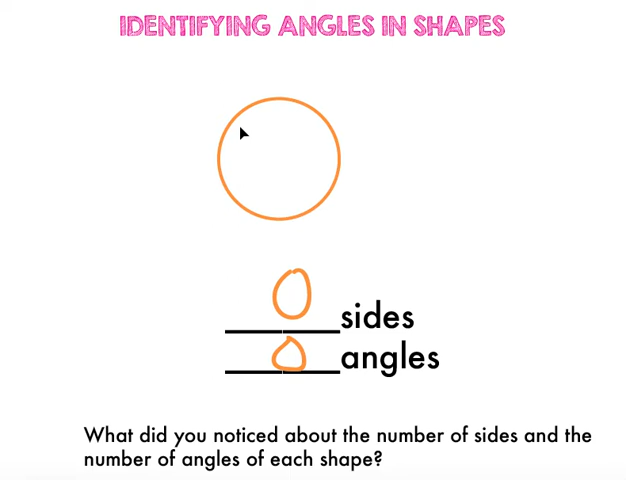 IDENTIFYING ANGLES IN SHAPES
0 sides
0 angles
What did you noticed about the number of sides and the
number of angles of each shape?